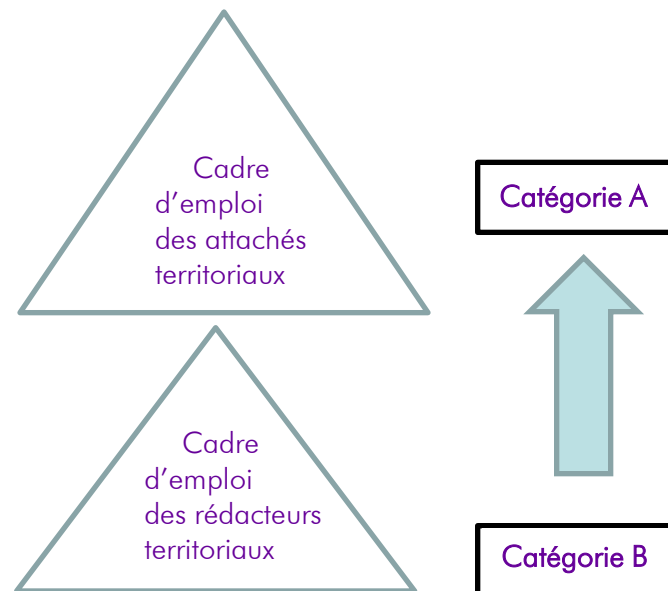 Cadre
d’emploi
des attachés
territoriaux
Catégorie A
Cadre
d’emploi
des rédacteurs
territoriaux
Catégorie B